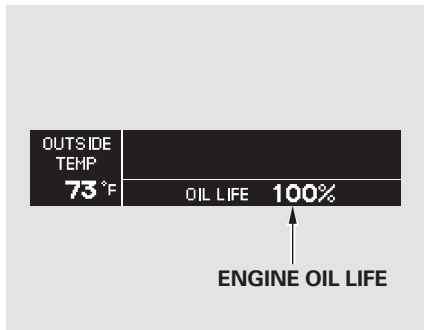 OUTSIDE
TEMP
73°F
OIL LIFE 100%
ENGINE OIL LIFE